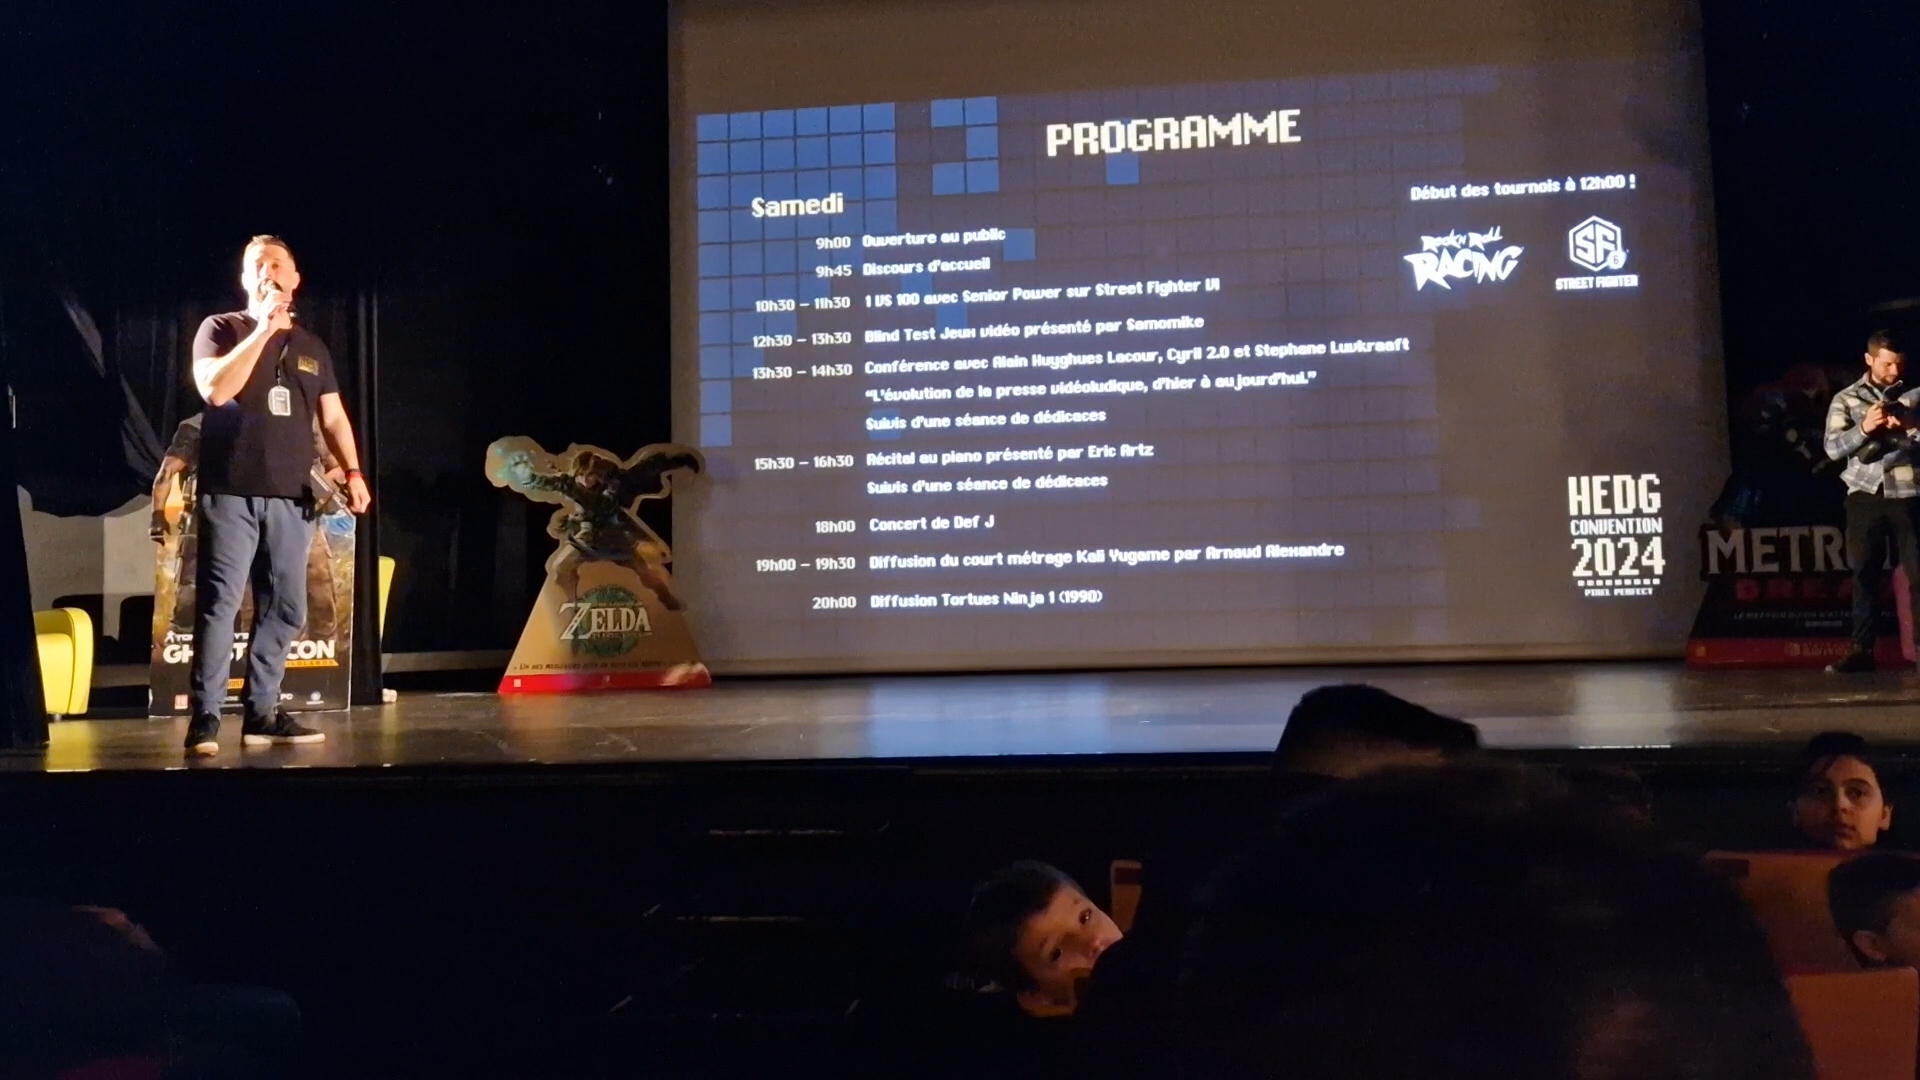 PROGRAMME
Samedi
9h00 Ouverture au public
9h45 Discours d'accueil
10h30 – 11h30 1 VS 100 avec Senior Power sur Street Fighter VI
12h30 – 13h30 Blind Test Jeux vidéo présenté par Samomike
13h30 – 14h30 Conférence avec Alain Huyghues Lacour, Cyril 2.0 et Stephane Luvkraaft
"L'évolution de la presse vidéoludique, d'hier à aujourd'hui."
Suivis d'une séance de dédicaces
15h30 – 16h30 Récital au piano présenté par Eric Artz
Suivis d'une séance de dédicaces
18h00 Concert de Def J
19h00 – 19h30 Diffusion du court métrage Kali Yugame par Arnaud Alexandre
20h00 Diffusion Tortues Ninja 1 (1990)
Début des tournois à 12h00 !
Rock n Roll
RACING
SF
6
STREET FIGHTER
HEDG
CONVENTION
2024
PIXEL PERFECT
ZELDA
GH
CON
PC
METR
DREA